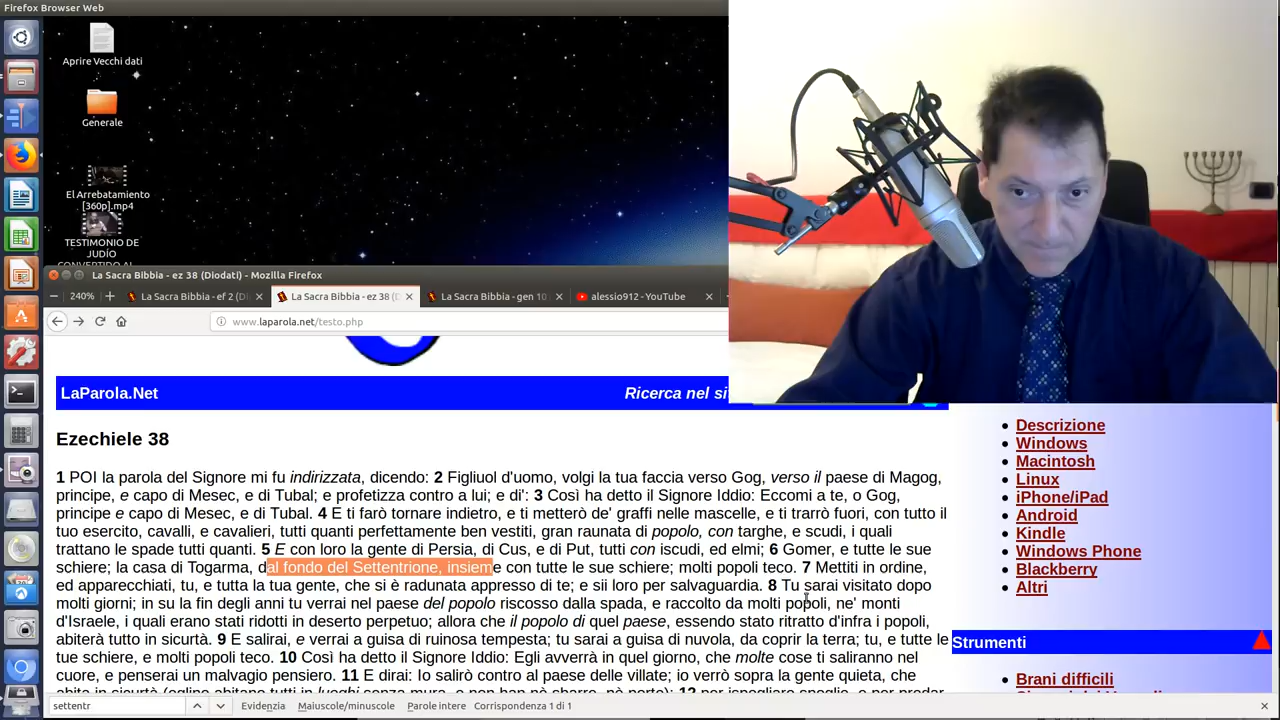 Firefox Browser Web
Aprire Vecchi dati
Generale
El Arrebatamiento
[360p].mp4
TESTIMONIO DE
JUDÍO
La Sacra Bibbia - ez 38 (Diodati) - Mozilla Firefox
240%
La Sacra Bibbia - ef 2 (Di
La Sacra Bibbia - ez 38 (D
La Sacra Bibbia - gen 10
alessio912 - YouTube
www.laparola.net/testo.php
LaParola.Net
Ricerca nel si
Ezechiele 38
1 POI la parola del Signore mi fu indirizzata, dicendo: 2 Figliuol d'uomo, volgi la tua faccia verso Gog, verso il paese di Magog,
principe, e capo di Mesec, e di Tubal; e profetizza contro a lui; e di': 3 Così ha detto il Signore Iddio: Eccomi a te, o Gog,
principe e capo di Mesec, e di Tubal. 4 E ti farò tornare indietro, e ti metterò de' graffi nelle mascelle, e ti trarrò fuori, con tutto il
tuo esercito, cavalli, e cavalieri, tutti quanti perfettamente ben vestiti, gran raunata di popolo, con targhe, e scudi, i quali
trattano le spade tutti quanti. 5 E con loro la gente di Persia, di Cus, e di Put, tutti con iscudi, ed elmi; 6 Gomer, e tutte le sue
schiere; la casa di Togarma, dal fondo del Settentrione, insieme con tutte le sue schiere; molti popoli teco. 7 Mettiti in ordine,
ed apparecchiati, tu, e tutta la tua gente, che si è radunata appresso di te; e sii loro per salvaguardia. 8 Tu sarai visitato dopo
molti giorni; in su la fin degli anni tu verrai nel paese del popolo riscosso dalla spada, e raccolto da molti popoli, ne' monti
d'Israele, i quali erano stati ridotti in deserto perpetuo; allora che il popolo di quel paese, essendo stato ritratto d'infra i popoli,
abiterà tutto in sicurtà. 9 E salirai, e verrai a guisa di ruinosa tempesta; tu sarai a guisa di nuvola, da coprir la terra; tu, e tutte le
tue schiere, e molti popoli teco. 10 Così ha detto il Signore Iddio: Egli avverrà in quel giorno, che molte cose ti saliranno nel
cuore, e penserai un malvagio pensiero. 11 E dirai: Io salirò contro al paese delle villate; io verrò sopra la gente quieta, che
Descrizione
Windows
Macintosh
Linux
iPhone/iPad
Android
Kindle
Windows Phone
Blackberry
Altri
Strumenti
Brani difficili
settentr
Evidenzia
Maiuscole/minuscole
Parole intere
Corrispondenza 1 di 1